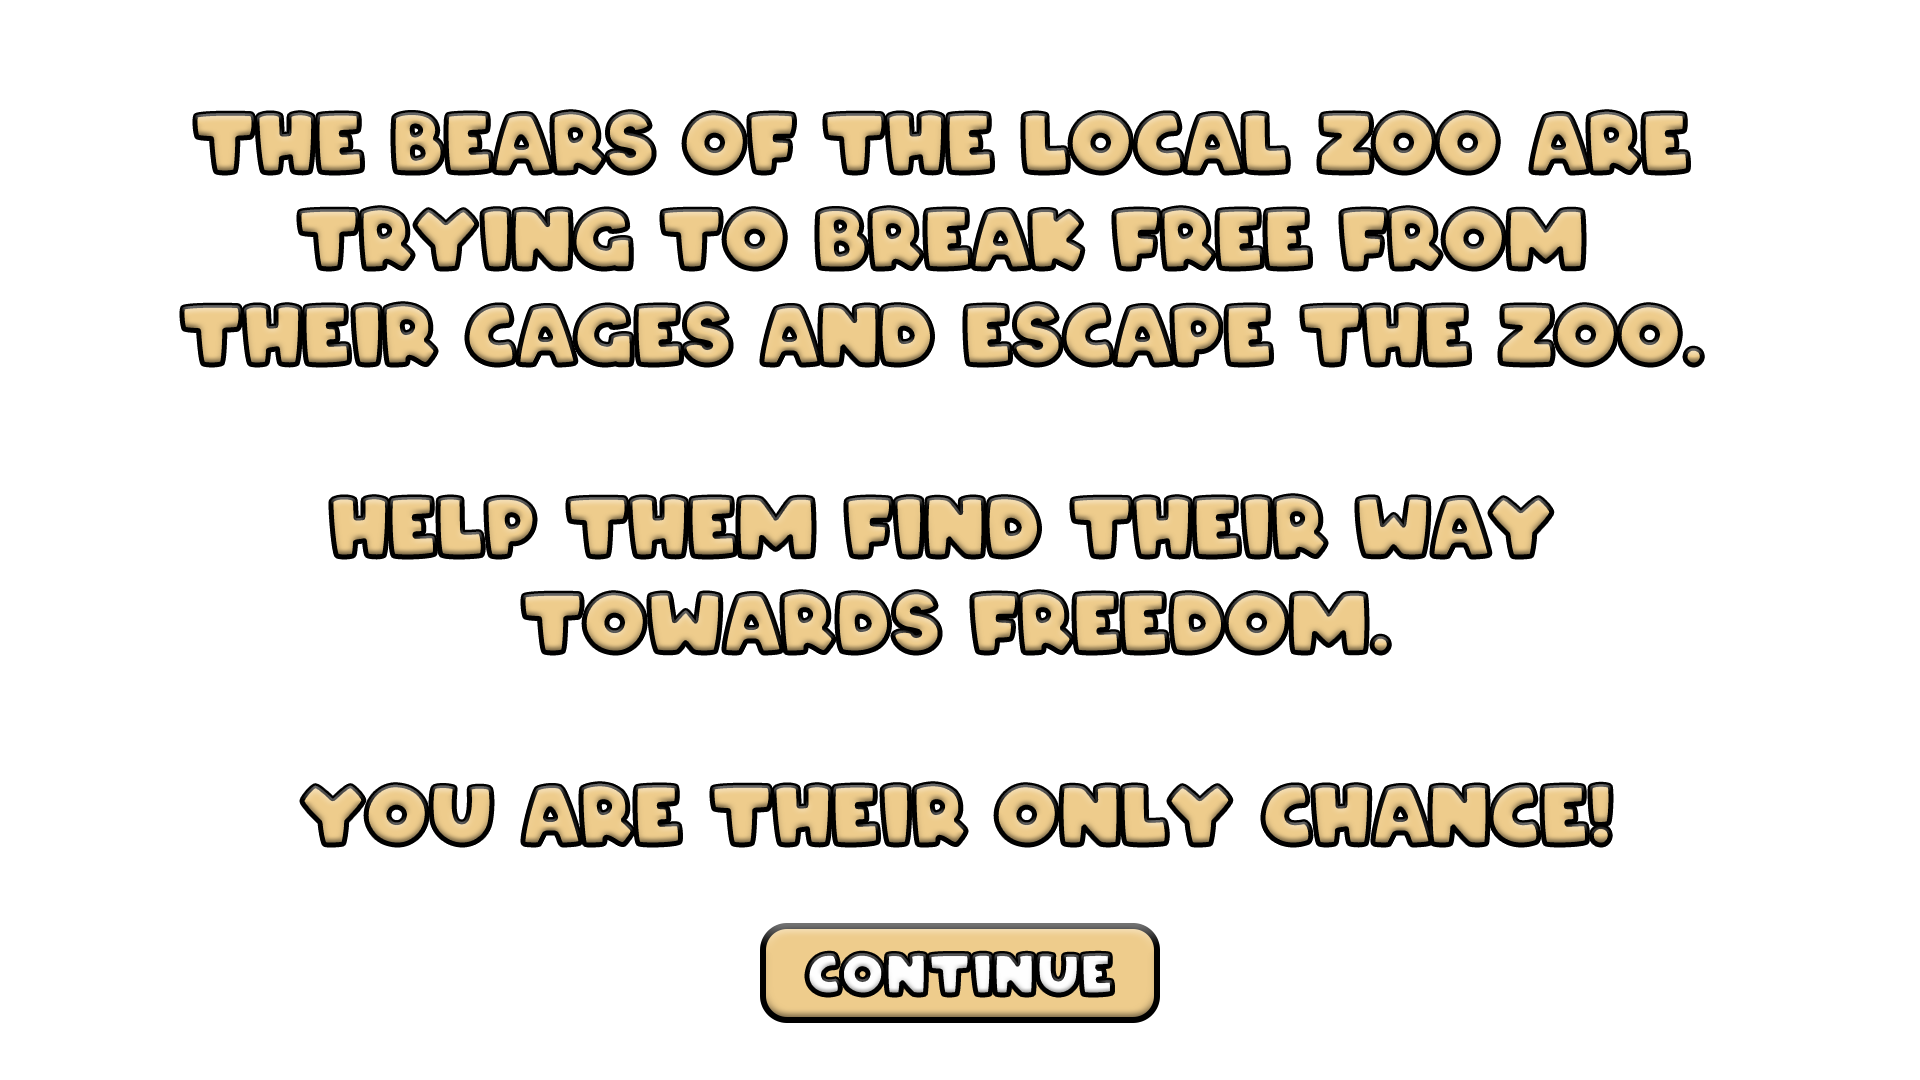 THE BEARS OF THE LOCAL ZOO ARE
TRYING TO BREAK FREE FROM
THEIR CAGES AND ESCAPE THE ZOO.
HELP THEM FIND THEIR WAY
TOWARDS FREEDOM.
YOU ARE THEIR ONLY CHANCE!
CONTINUE